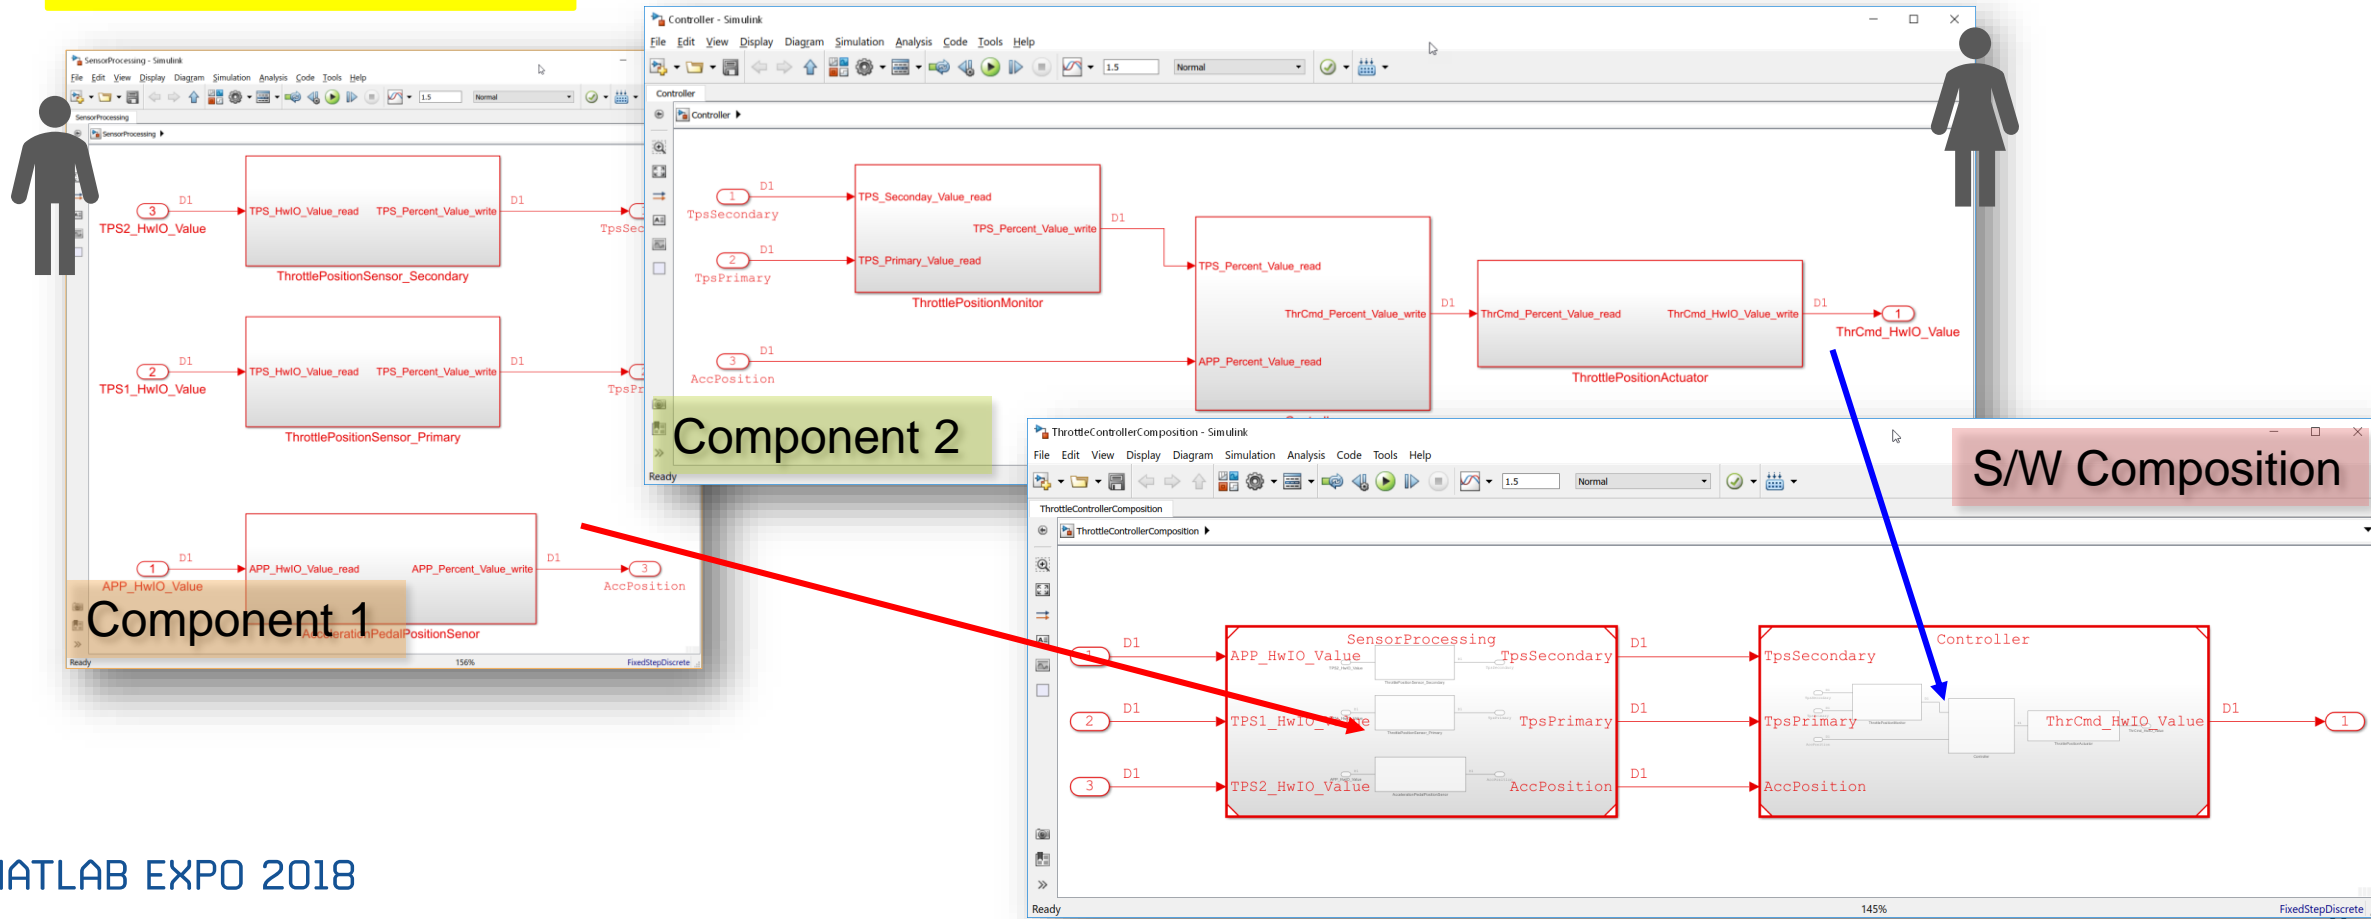 SensorProcessing - Simulink
File Edit View Display Diagram Simulation Analysis Code Tools Help
1.5 Normal
SensorProcessing
SensorProcessing
3 D1 TPS_HwIO_Value_read TPS_Percent_Value_write D1
TPS2_HwIO_Value TpsSec
ThrottlePositionSensor_Secondary
2 D1 TPS_HwIO_Value_read TPS_Percent_Value_write D1
TPS1_HwIO_Value TpsPr
ThrottlePositionSensor_Primary
1 D1 APP_HwIO_Value_read APP_Percent_Value_write D1 3
APP_HwIO_Value AccPosition
Component 1
AccelerationPedalPositionSenor
Ready 156% FixedStepDiscrete
Controller - Simulink
File Edit View Display Diagram Simulation Analysis Code Tools Help
1.5 Normal
Controller
Controller
1 D1 TPS_Seconday_Value_read
TpsSecondary
TPS_Percent_Value_write D1
2 D1 TPS_Primary_Value_read
TpsPrimary
ThrottlePositionMonitor
TPS_Percent_Value_read
ThrCmd_Percent_Value_write D1 ThrCmd_Percent_Value_read ThrCmd_HwIO_Value_write D1 1
ThrCmd_HwIO_Value
3 D1 APP_Percent_Value_read
AccPosition
ThrottlePositionActuator
Component 2
Ready
ThrottleControllerComposition - Simulink
File Edit View Display Diagram Simulation Analysis Code Tools Help
S/W Composition
1.5 Normal
ThrottleControllerComposition
ThrottleControllerComposition
SensorProcessing Controller
1 D1 APP_HwIO_Value TpsSecondary D1 TpsSecondary
2 D1 TPS1_HwIO_Value TpsPrimary D1 TpsPrimary ThrCmd_HwIO_Value D1 1
3 D1 TPS2_HwIO_Value AccPosition D1 AccPosition
Ready 145% FixedStepDiscrete
MATLAB EXPO 2018